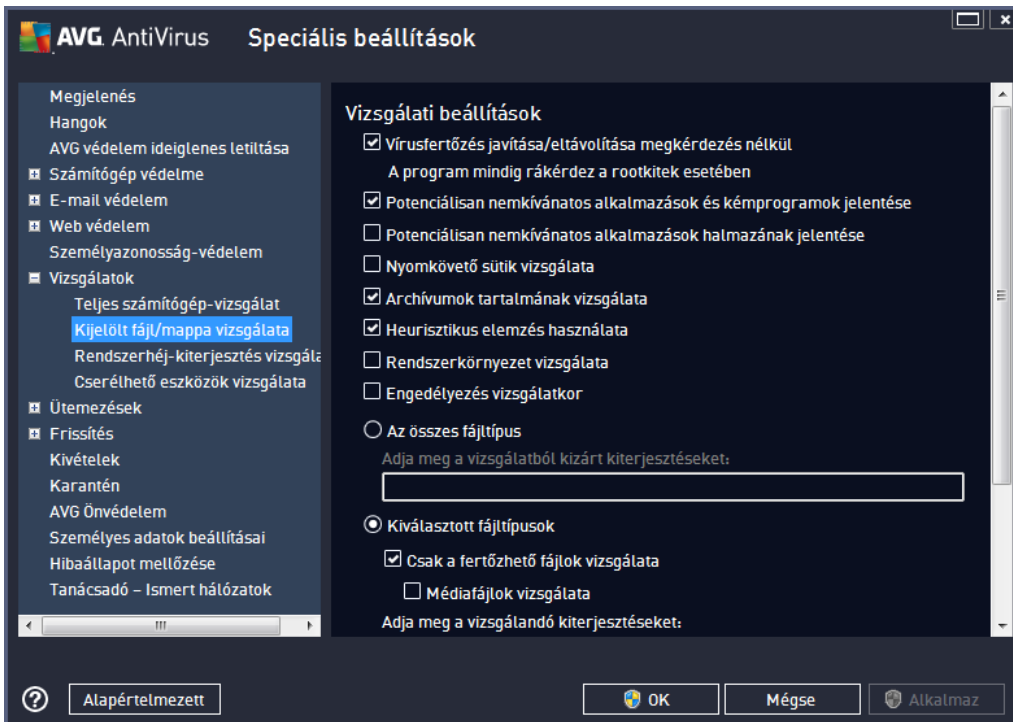 AVG AntiVirus Speciális beállítások
Megjelenés
Hangok
AVG védelem ideiglenes letiltása
Számítógép védelme
E-mail védelem
Web védelem
Személyazonosság-védelem
Vizsgálatok
Teljes számítógép-vizsgálat
Kijelölt fájl/mappa vizsgálata
Rendszerhéj-kiterjesztés vizsgála
Cserélhető eszközök vizsgálata
Ütemezések
Frissítés
Kivételek
Karantén
AVG Önvédelem
Személyes adatok beállításai
Hibaállapot mellőzése
Tanácsadó – Ismert hálózatok
Vizsgálati beállítások
Vírusfertőzés javítása/eltávolítása megkérdezés nélkül
A program mindig rákérdez a rootkitek esetében
Potenciálisan nemkívánatos alkalmazások és kémprogramok jelentése
Potenciálisan nemkívánatos alkalmazások halmazának jelentése
Nyomkövető sütik vizsgálata
Archívumok tartalmának vizsgálata
Heurisztikus elemzés használata
Rendszerkörnyezet vizsgálata
Engedélyezés vizsgálatkor
Az összes fájltípus
Adja meg a vizsgálatból kizárt kiterjesztéseket:
Kiválasztott fájltípusok
Csak a fertőzhető fájlok vizsgálata
Médiafájlok vizsgálata
Adja meg a vizsgálandó kiterjesztéseket:
? Alapértelmezett OK Mégse Alkalmaz